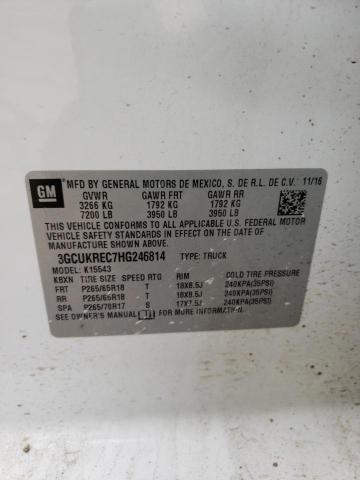 GM
MFD BY GENERAL MOTORS DE MEXICO, S. DE R.L. DE C.V. 11/16
GVWR GAWR FRT GAWR RR
3266 KG 1792 KG 1792 KG
7200 LB 3950 LB 3950 LB
THIS VEHICLE CONFORMS TO ALL APPLICABLE U.S. FEDERAL
MOTOR VEHICLE SAFETY STANDARDS IN EFFECT ON THE
DATE OF MANUFACTURE SHOWN ABOVE.
3GCUKREC7HG245814 TYPE: TRUCK
MODEL: K15543
KBXN TIRE SIZE SPEED RTG RIM COLD TIRE PRESSURE
FRT P265/65R18 T 18X8.5J 240KPA(35PSI)
RR P265/65R18 T 18X8.5J 240KPA(35PSI)
SPA P265/70R17 S 17X7.5J 240KPA(35PSI)
SEE OWNER'S MANUAL FOR MORE INFORMATION.